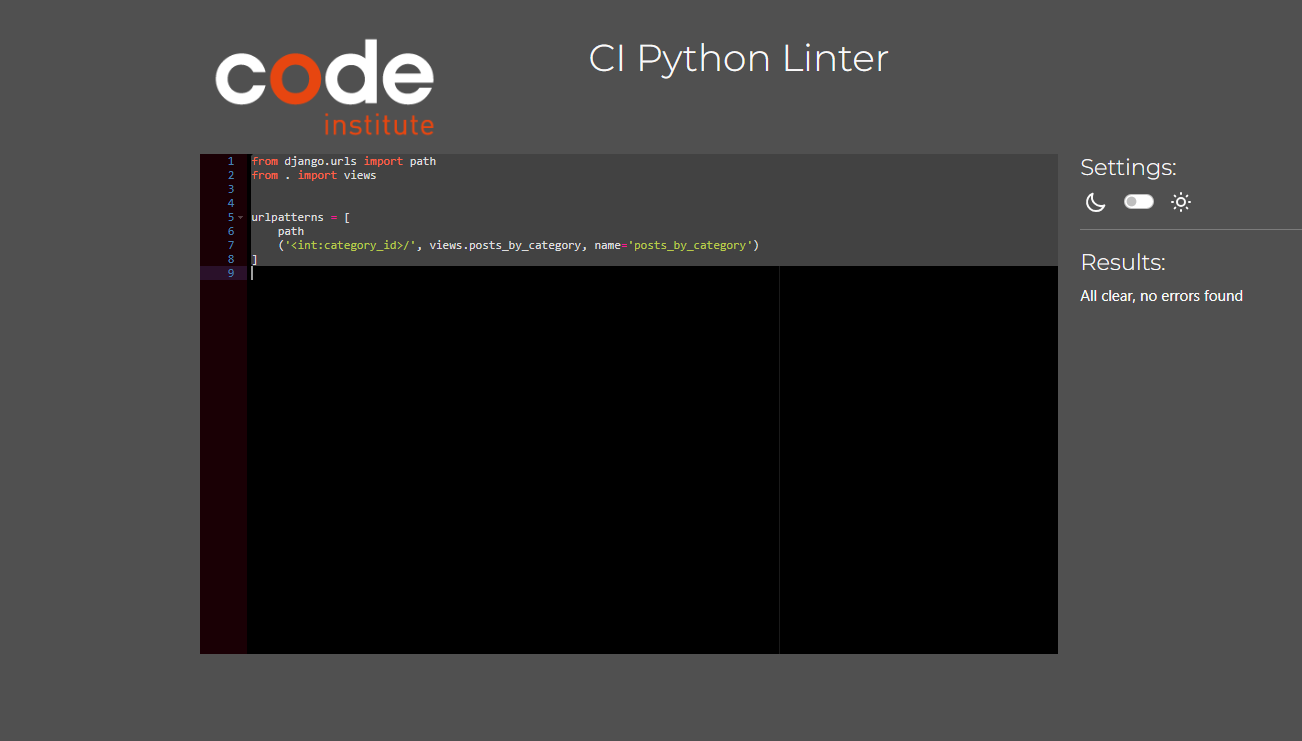 code
institute
CI Python Linter
1 from django.urls import path
2 from . import views
3
4
5 urlpatterns = [
6     path
7     ('<int:category_id>/', views.posts_by_category, name='posts_by_category')
8 ]
9
Settings:
Results:
All clear, no errors found